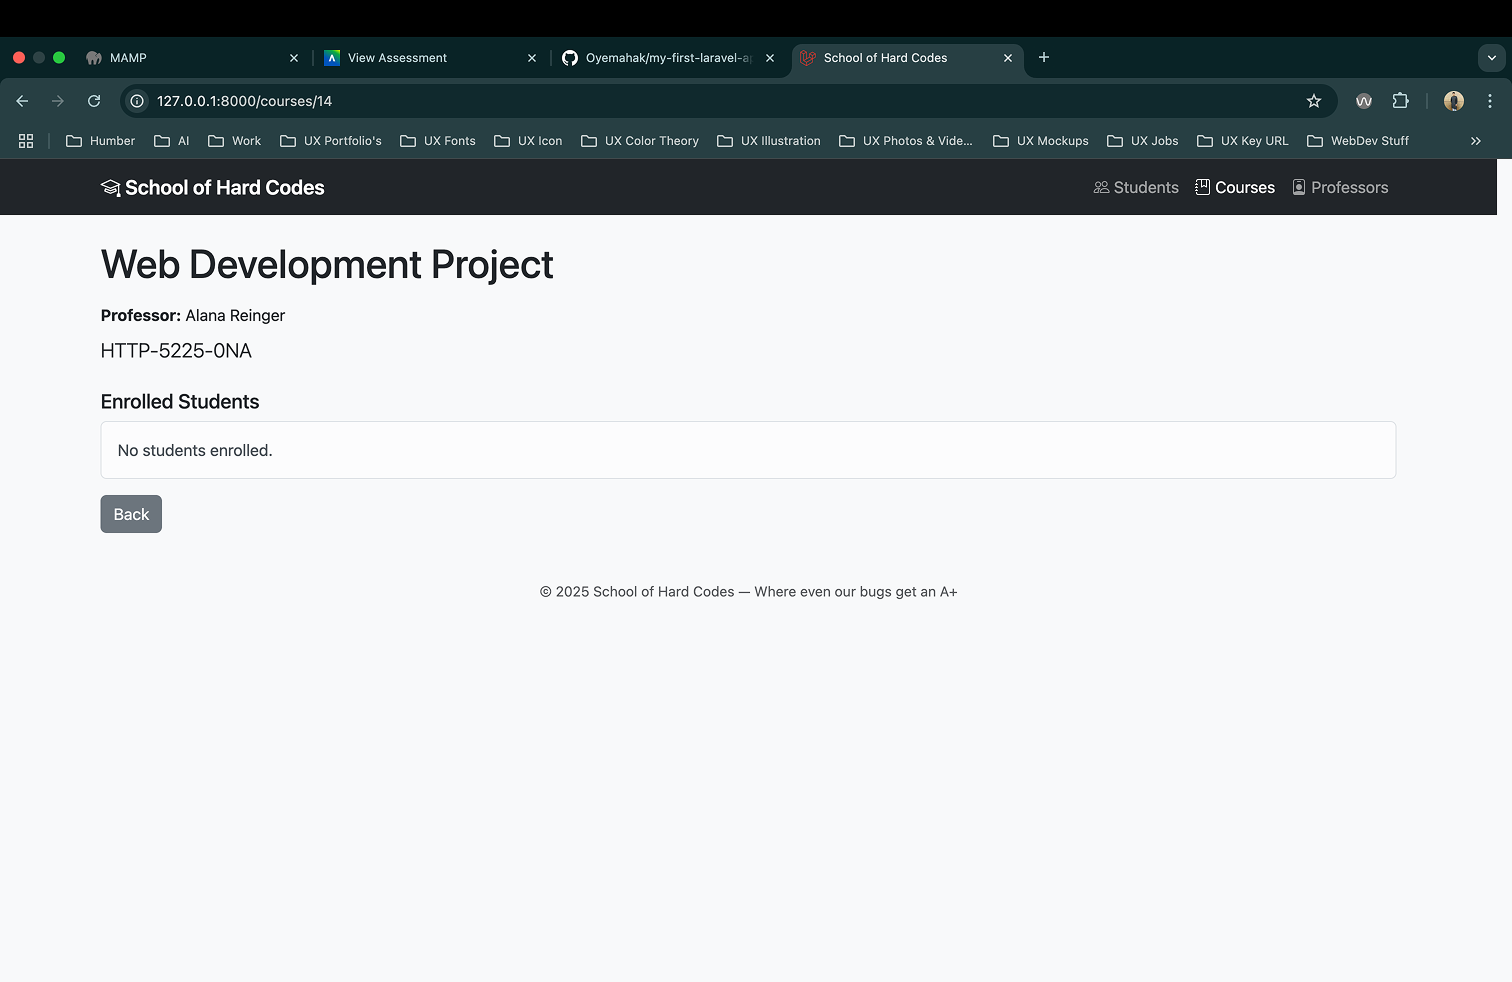 MAMP
View Assessment
Oyemahak/my-first-laravel-ap
School of Hard Codes
127.0.0.1:8000/courses/14
Humber
AI
Work
UX Portfolio's
UX Fonts
UX Icon
UX Color Theory
UX Illustration
UX Photos & Vide...
UX Mockups
UX Jobs
UX Key URL
WebDev Stuff
School of Hard Codes
Students
Courses
Professors
Web Development Project
Professor: Alana Reinger
HTTP-5225-0NA
Enrolled Students
No students enrolled.
Back
© 2025 School of Hard Codes — Where even our bugs get an A+